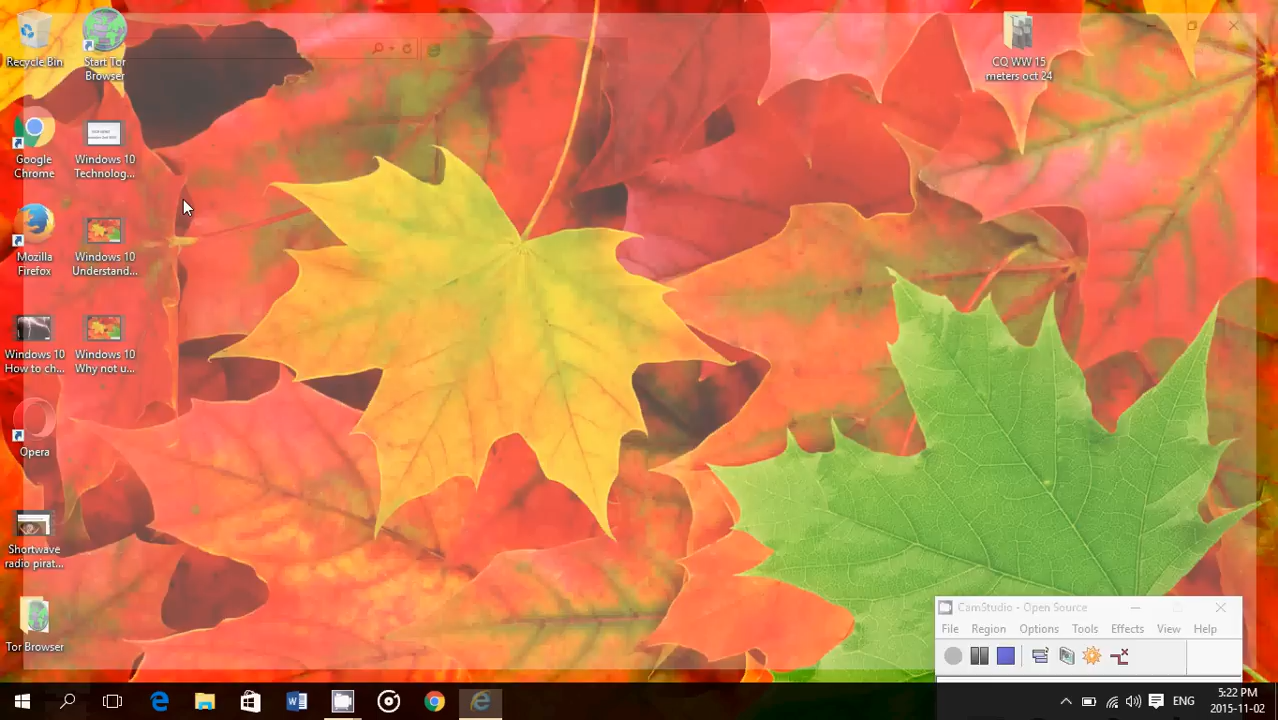 Recycle Bin
Start Tor
Browser
CQ WW 15
meters oct 24
Google
Chrome
Windows 10
Technolog...
Mozilla
Firefox
Windows 10
Understand...
Windows 10
How to ch...
Windows 10
Why not u...
Opera
Shortwave
radio pirat...
Tor Browser
CamStudio - Open Source
File Region Options Tools Effects View Help
ENG
5:22 PM
2015-11-02